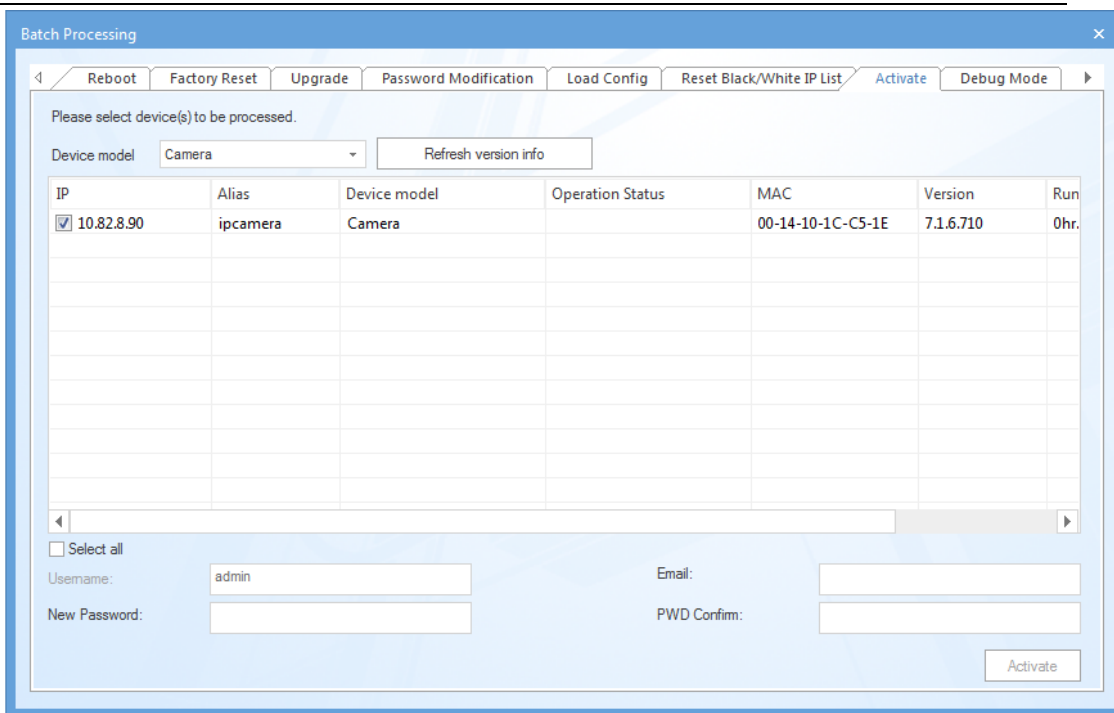 Batch Processing
Reboot Factory Reset Upgrade Password Modification Load Config Reset Black/White IP List Activate Debug Mode
Please select device(s) to be processed.
Device model Camera Refresh version info
IP Alias Device model Operation Status MAC Version Run
10.82.8.90 ipcamera Camera 00-14-10-1C-C5-1E 7.1.6.710 0hr.
Select all
Username: admin Email:
New Password: PWD Confirm:
Activate